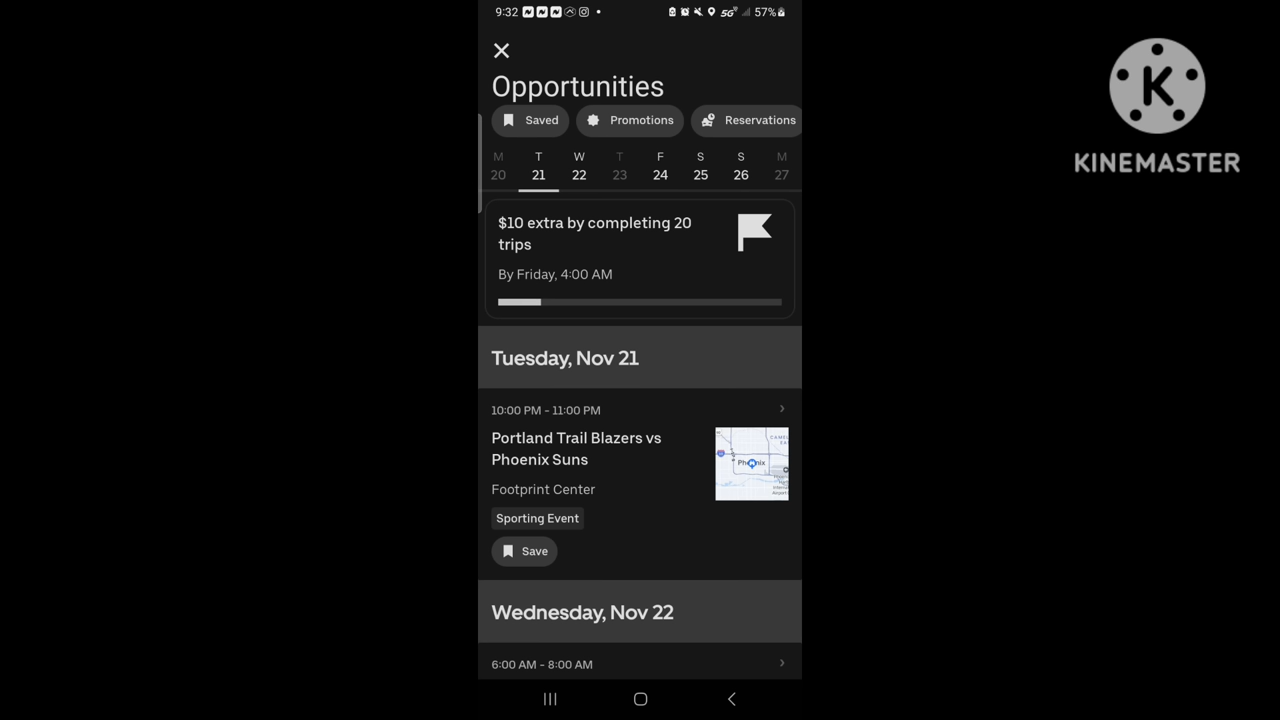 9:32
5G
57%
K
KINEMASTER
Opportunities
Saved
Promotions
Reservations
M T W T F S S M
20 21 22 23 24 25 26 27
$10 extra by completing 20
trips
By Friday, 4:00 AM
Tuesday, Nov 21
10:00 PM - 11:00 PM
Portland Trail Blazers vs
Phoenix Suns
Footprint Center
Sporting Event
Save
Wednesday, Nov 22
6:00 AM - 8:00 AM